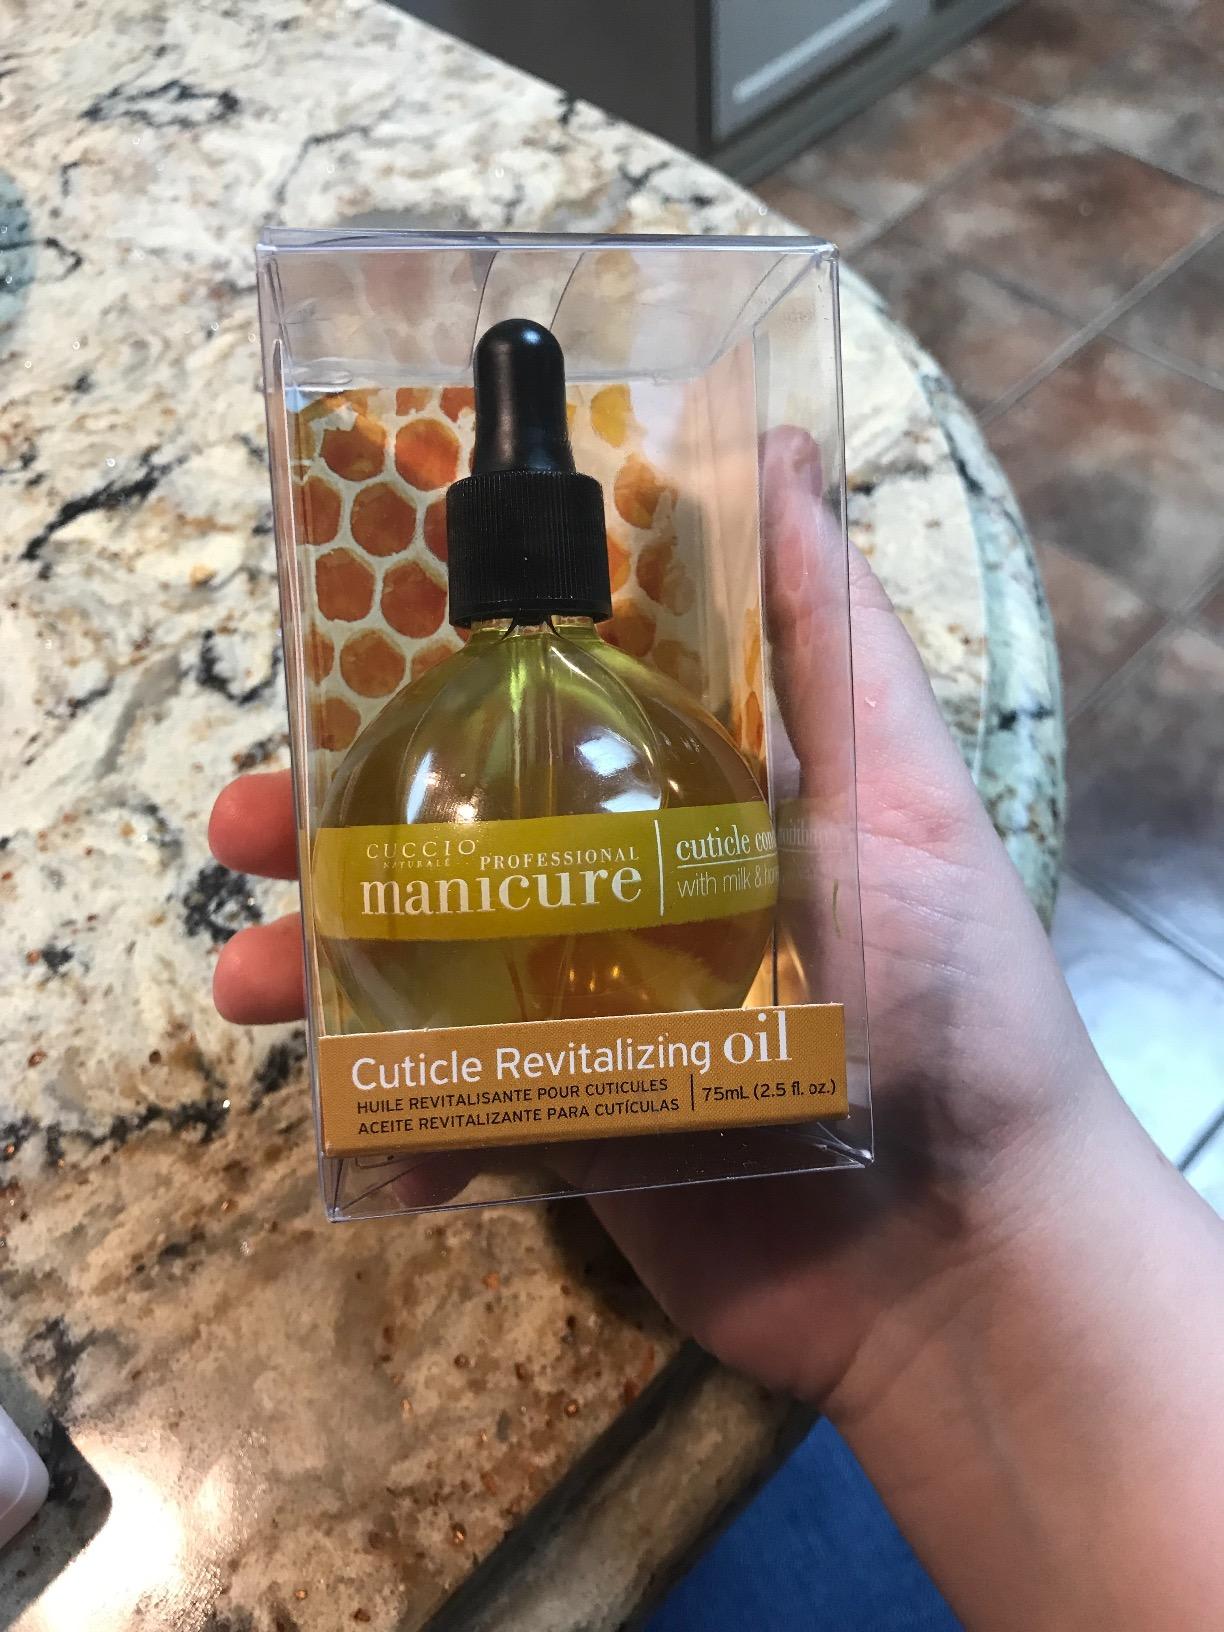 CUCCIO
NATURALÉ
PROFESSIONAL
manicure
cuticle
with milk &
Cuticle Revitalizing oil
HUILE REVITALISANTE POUR CUTICULES
ACEITE REVITALIZANTE PARA CUTÍCULAS
75mL (2.5 fl. oz.)